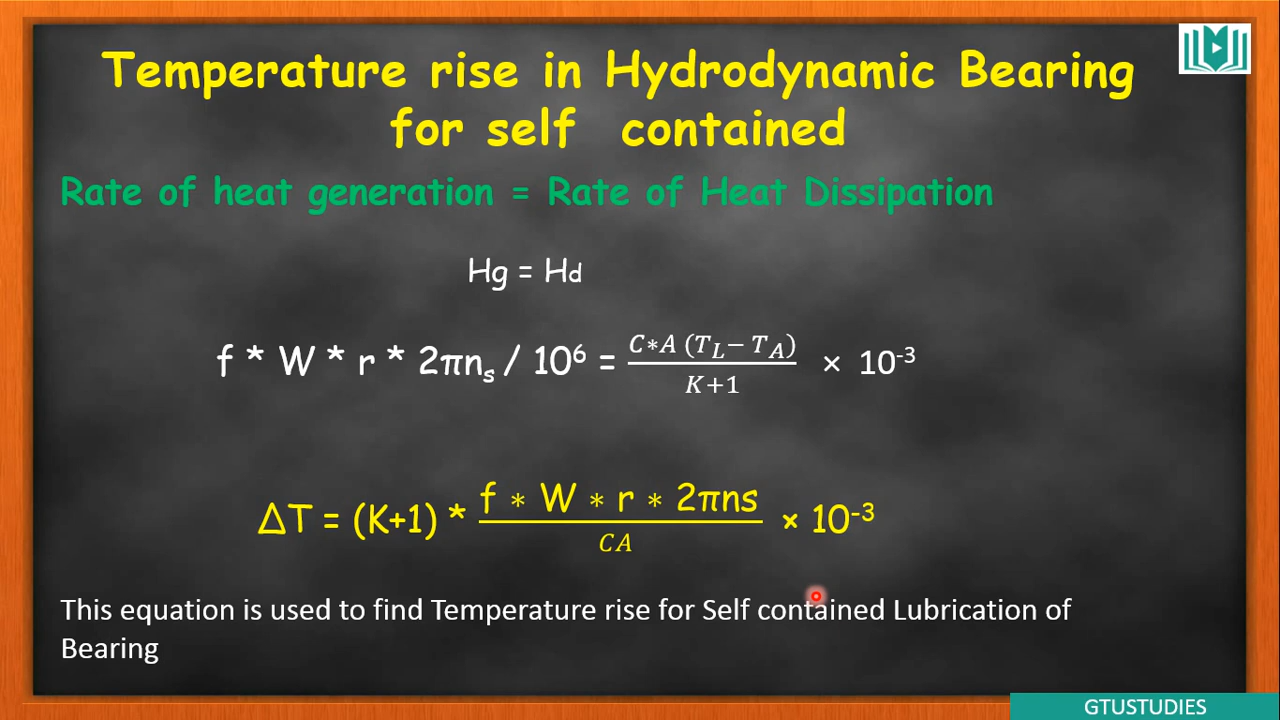 Temperature rise in Hydrodynamic Bearing
for self contained
Rate of heat generation = Rate of Heat Dissipation
Hg = Hd
f * W * r * 2πnₛ / 10⁶ = C∗A (T_L − T_A) / K+1 × 10⁻³
ΔT = (K+1) * f ∗ W ∗ r ∗ 2πns / CA × 10⁻³
This equation is used to find Temperature rise for Self contained Lubrication of
Bearing
GTUSTUDIES